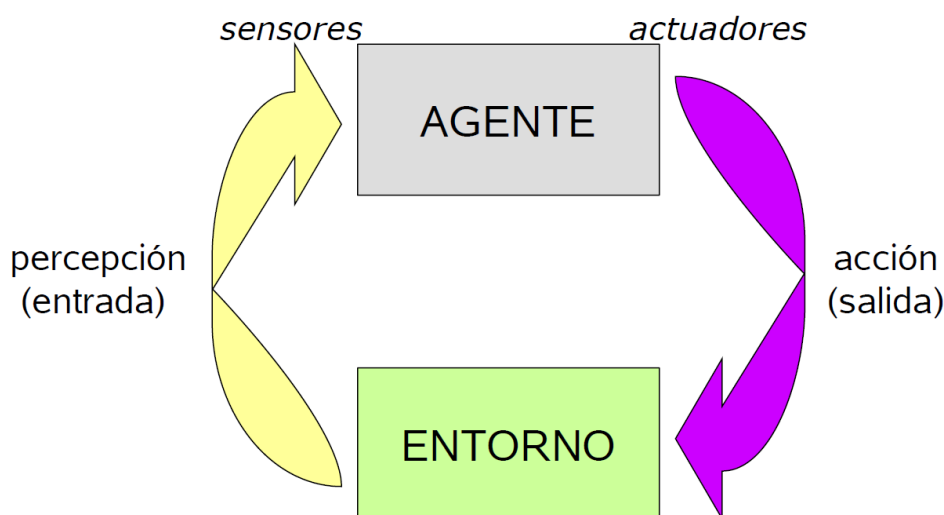 sensores
actuadores
AGENTE
percepción
(entrada)
acción
(salida)
ENTORNO